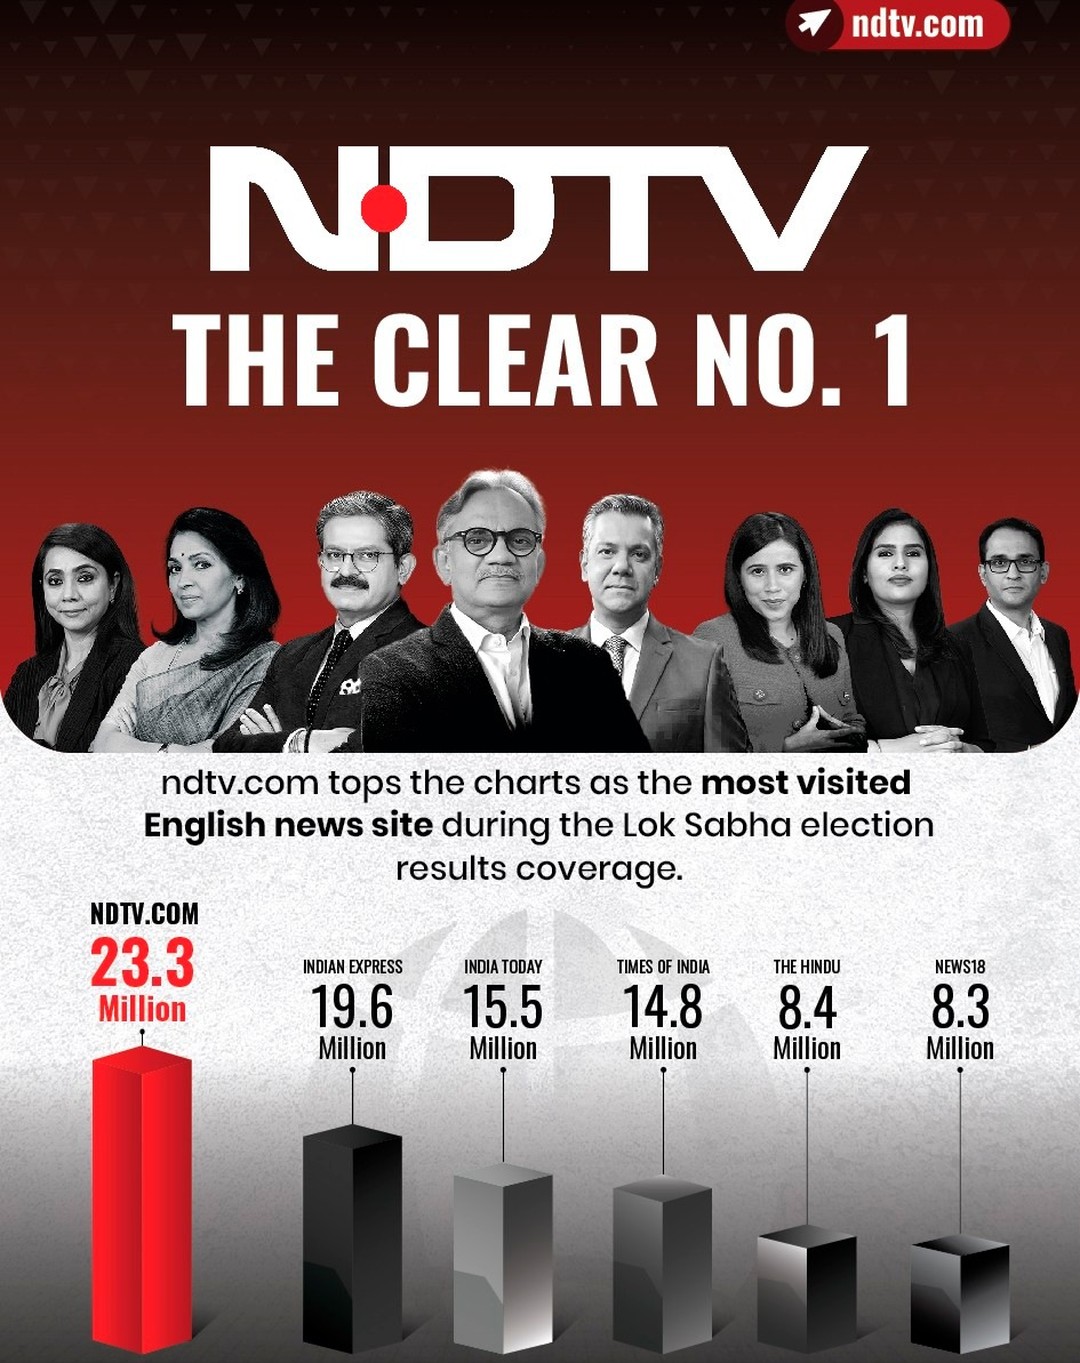 ndtv.com
NDTV
THE CLEAR NO. 1
ndtv.com tops the charts as the most visited
English news site during the Lok Sabha election
results coverage.
NDTV.COM
23.3
Million
INDIAN EXPRESS
19.6
Million
INDIA TODAY
15.5
Million
TIMES OF INDIA
14.8
Million
THE HINDU
8.4
Million
NEWS18
8.3
Million